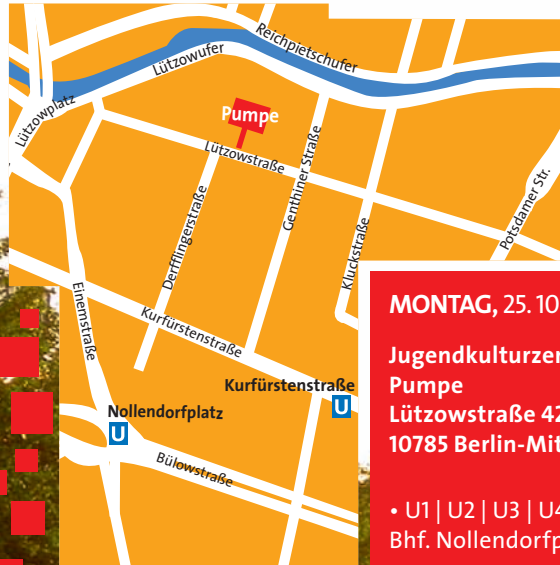 Reichpietschufer
Lützowufer
Lützowplatz
Pumpe
Lützowstraße
Genthiner Straße
Derfflingerstraße
Kluckstraße
Potsdamer Str.
Einemstraße
Kurfürstenstraße
Kurfürstenstraße
U
Nollendorfplatz
U
Bülowstraße
MONTAG, 25. 10
Jugendkulturzen
Pumpe
Lützowstraße 42
10785 Berlin-Mit
• U1 | U2 | U3 | U4
Bhf. Nollendorfp